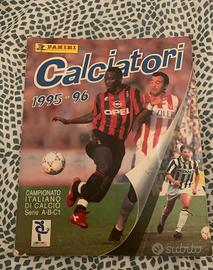 PANINI
Calciatori
1995-96
OPEL
CAMPIONATO
ITALIANO
DI CALCIO
Serie A-B-C1
subito